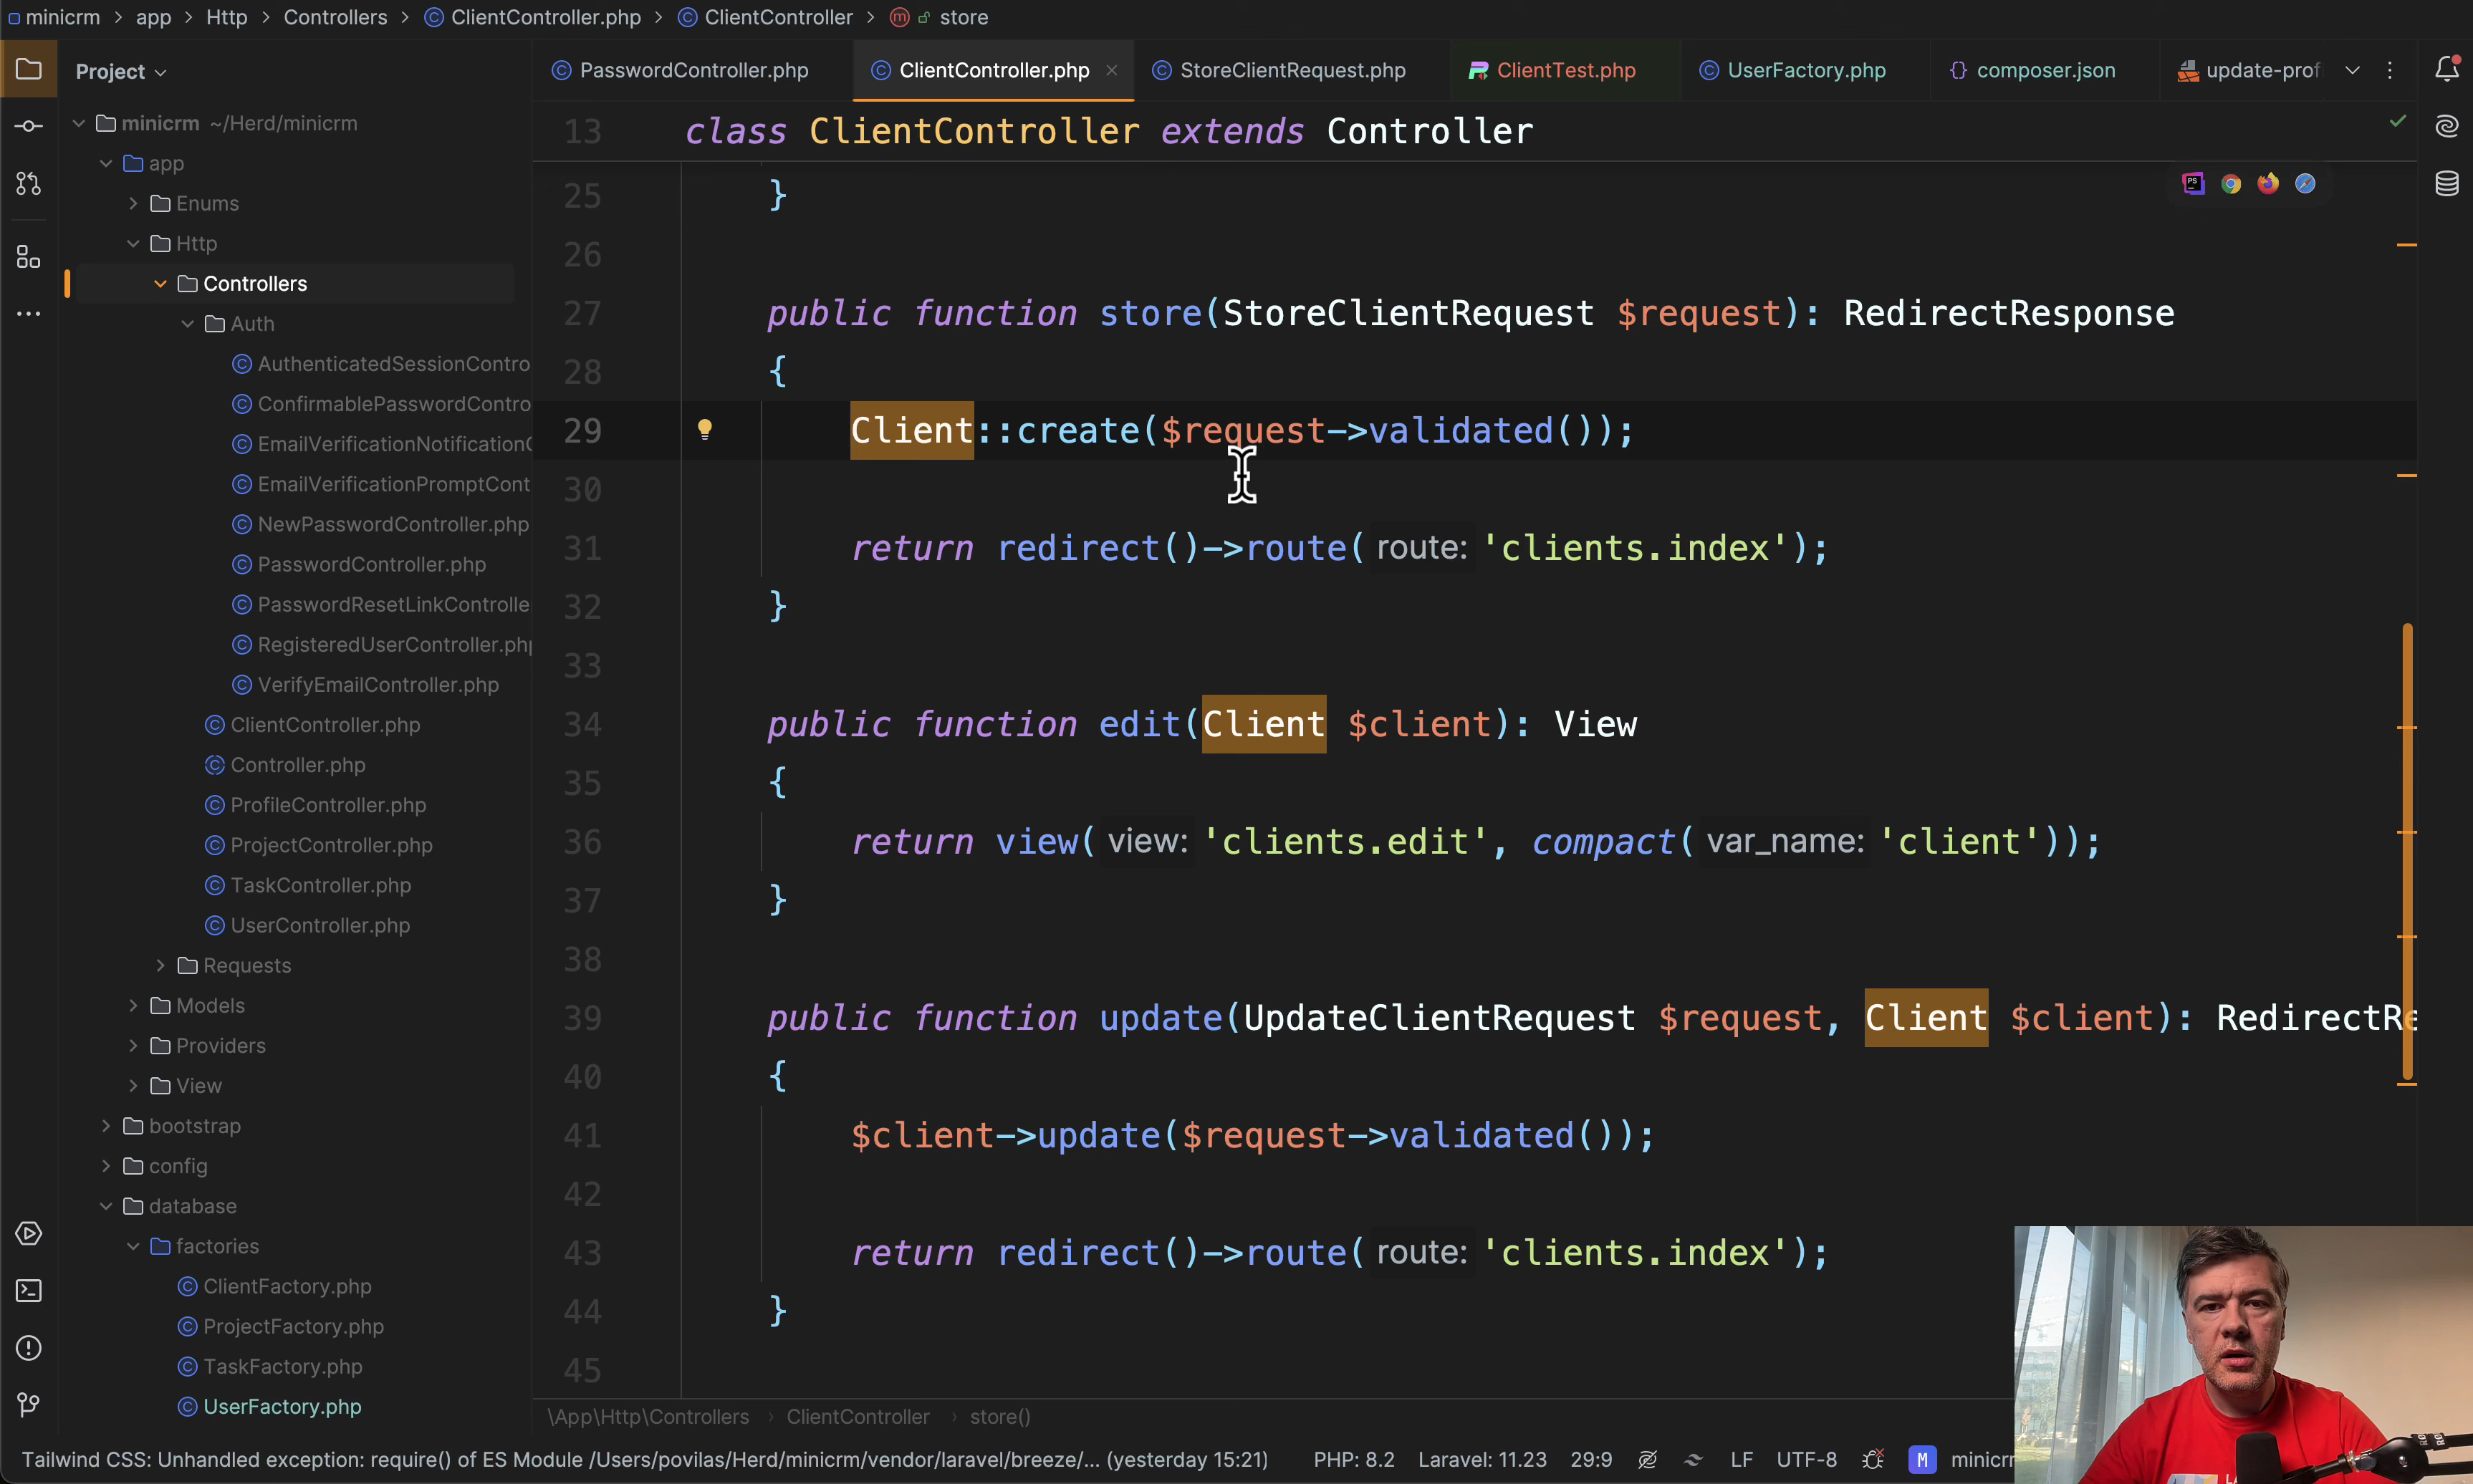 minicrm > app > Http > Controllers > ClientController.php > ClientController > store
Project
PasswordController.php
ClientController.php
StoreClientRequest.php
ClientTest.php
UserFactory.php
composer.json
update-prof
minicrm ~/Herd/minicrm
app
Enums
Http
Controllers
Auth
AuthenticatedSessionContro
ConfirmablePasswordContro
EmailVerificationNotification
EmailVerificationPromptCont
NewPasswordController.php
PasswordController.php
PasswordResetLinkControlle
RegisteredUserController.php
VerifyEmailController.php
ClientController.php
Controller.php
ProfileController.php
ProjectController.php
TaskController.php
UserController.php
Requests
Models
Providers
View
bootstrap
config
database
factories
ClientFactory.php
ProjectFactory.php
TaskFactory.php
UserFactory.php
13 class ClientController extends Controller
25 }
26
27 public function store(StoreClientRequest $request): RedirectResponse
28 {
29 Client::create($request->validated());
30
31 return redirect()->route( route: 'clients.index');
32 }
33
34 public function edit(Client $client): View
35 {
36 return view( view: 'clients.edit', compact( var_name: 'client'));
37 }
38
39 public function update(UpdateClientRequest $request, Client $client): RedirectRe
40 {
41 $client->update($request->validated());
42
43 return redirect()->route( route: 'clients.index');
44 }
45
\App\Http\Controllers > ClientController > store()
Tailwind CSS: Unhandled exception: require() of ES Module /Users/povilas/Herd/minicrm/vendor/laravel/breeze/... (yesterday 15:21) PHP: 8.2 Laravel: 11.23 29:9 LF UTF-8 M minicrm